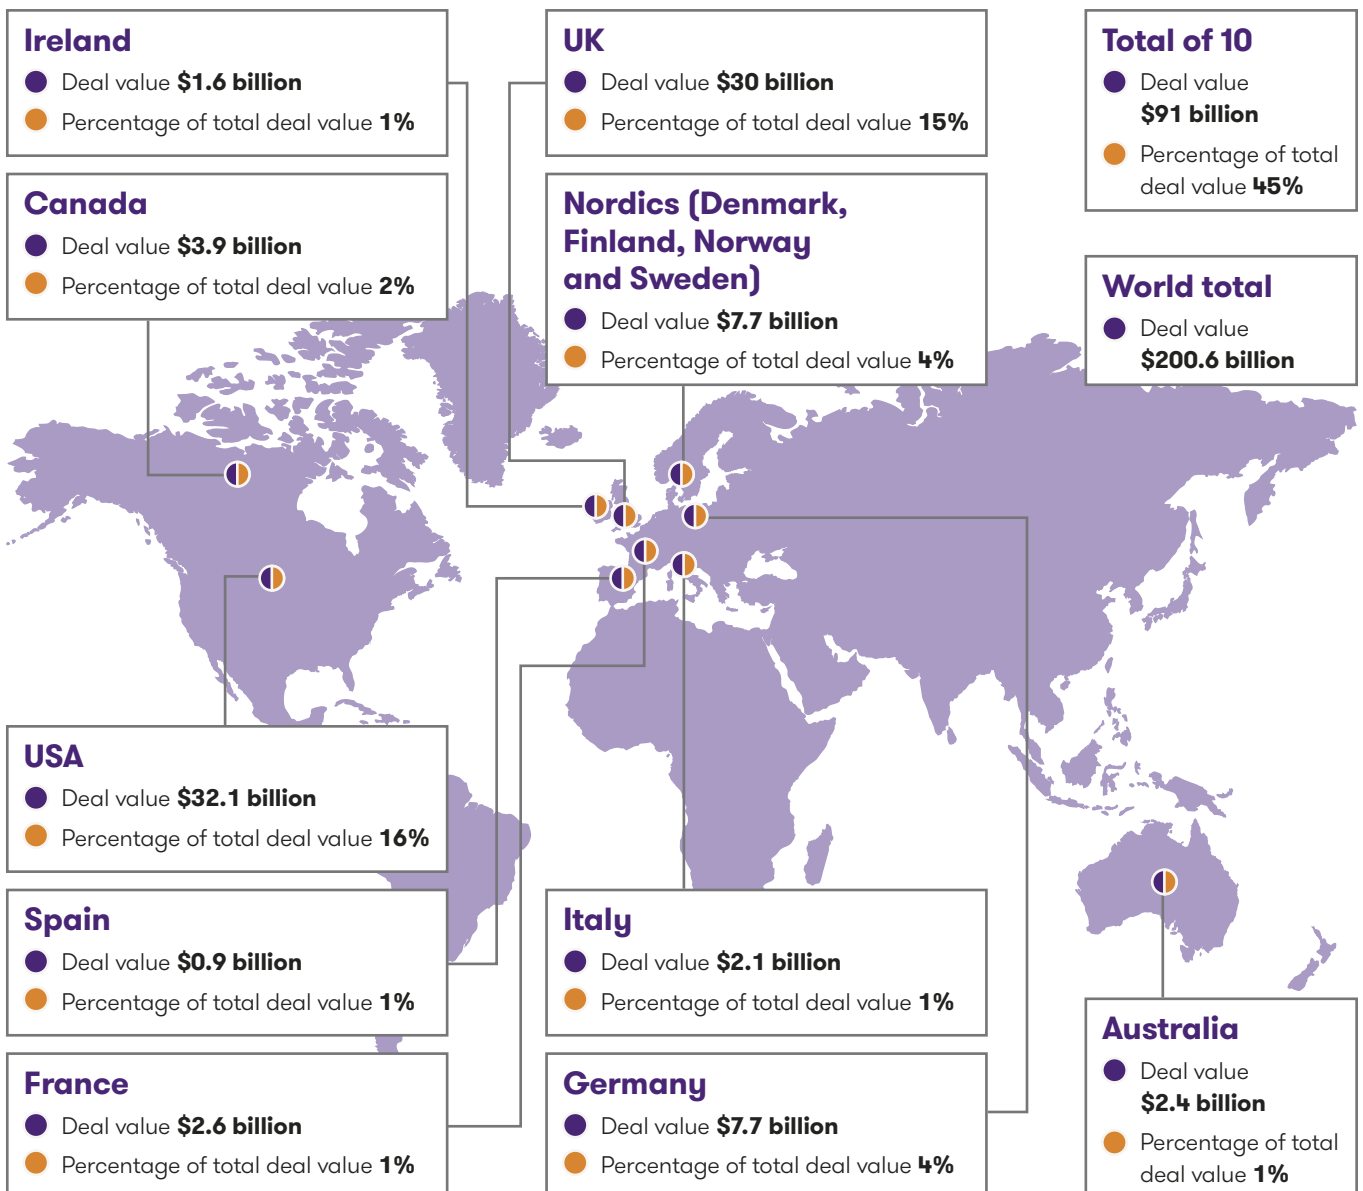 Ireland
Deal value $1.6 billion
Percentage of total deal value 1%
UK
Deal value $30 billion
Percentage of total deal value 15%
Total of 10
Deal value
$91 billion
Percentage of total
deal value 45%
Canada
Deal value $3.9 billion
Percentage of total deal value 2%
Nordics (Denmark,
Finland, Norway
and Sweden)
Deal value $7.7 billion
Percentage of total deal value 4%
World total
Deal value
$200.6 billion
USA
Deal value $32.1 billion
Percentage of total deal value 16%
Spain
Deal value $0.9 billion
Percentage of total deal value 1%
Italy
Deal value $2.1 billion
Percentage of total deal value 1%
Australia
Deal value
$2.4 billion
Percentage of total
deal value 1%
France
Deal value $2.6 billion
Percentage of total deal value 1%
Germany
Deal value $7.7 billion
Percentage of total deal value 4%